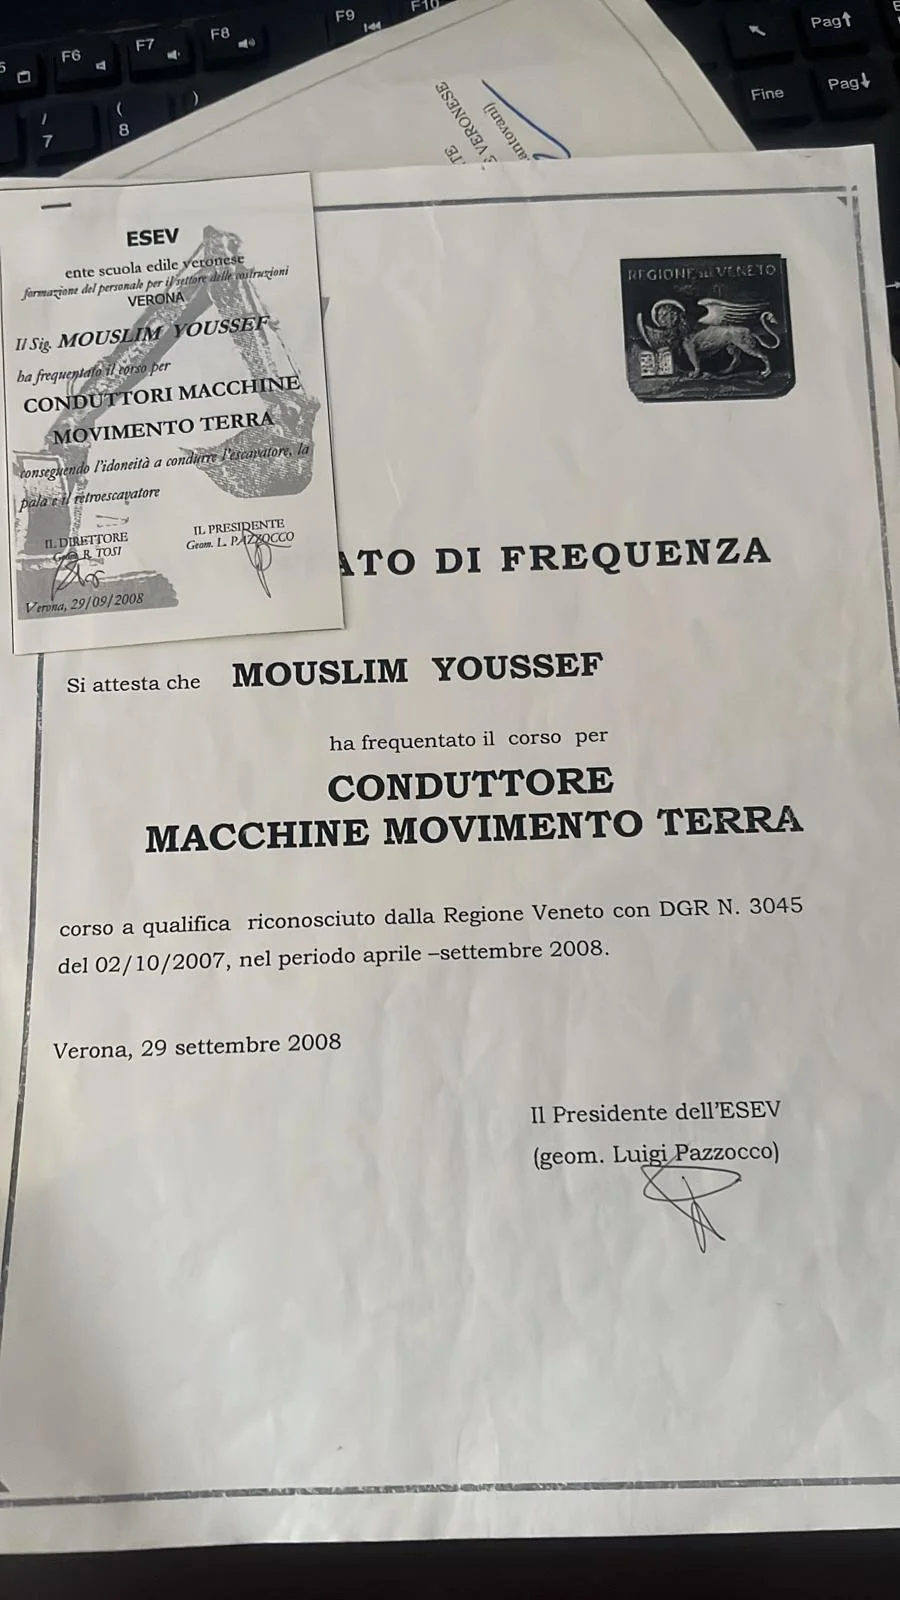 F6
F7
F8
F9
F10
Pag
Fine
Pag
7
8
VERONESE
antovani)
ESEV
ente scuola edile veronese
formazione del personale per il settore delle costruzioni
VERONA
Il Sig. MOUSLIM YOUSSEF
ha frequentato il corso per
CONDUTTORI MACCHINE
MOVIMENTO TERRA
conseguendo l'idoneità a condurre l'escavatore, la
pala e il retroescavatore
IL DIRETTORE
R. TOSI
IL PRESIDENTE
Geom. L. PAZZOCCO
Verona, 29/09/2008
REGIONE del VENETO
ATO DI FREQUENZA
Si attesta che MOUSLIM YOUSSEF
ha frequentato il corso per
CONDUTTORE
MACCHINE MOVIMENTO TERRA
corso a qualifica riconosciuto dalla Regione Veneto con DGR N. 3045
del 02/10/2007, nel periodo aprile –settembre 2008.
Verona, 29 settembre 2008
Il Presidente dell'ESEV
(geom. Luigi Pazzocco)